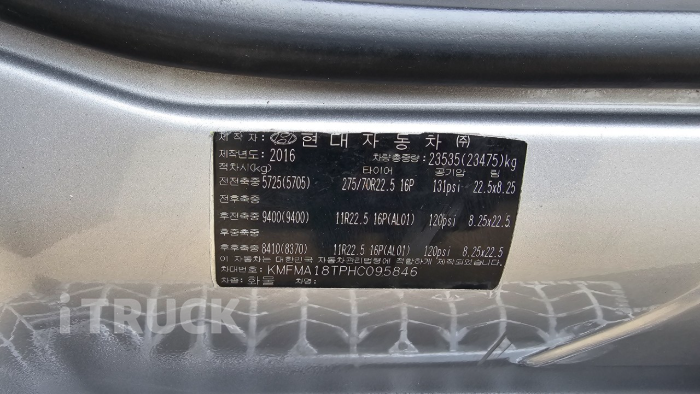 제 작 자: 현 대 자 동 차 ㈜
제작년도: 2016 차량총중량: 23535(23475)kg
적차시(kg) 타이어 공기압 림
전전축중 5725(5705) 275/70R22.5 16P 131psi 22.5x8.25
전후축중
후전축중 9400(9400) 11R22.5 16P(AL01) 120psi 8.25x22.5
후중축중
후후축중 8410(8370) 11R22.5 16P(AL01) 120psi 8.25x22.5
이 자동차는 대한민국 자동차관리법령에 적합하게 제작되었습니다.
차대번호: KMFMA18TPHC095846
차종: 화물 차명:
iTRUCK